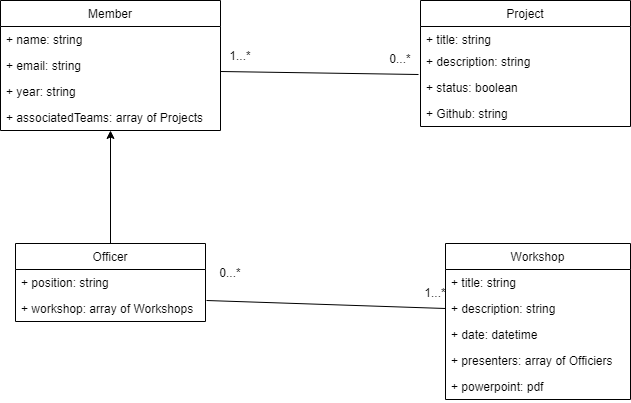 Member
+ name: string
+ email: string
+ year: string
+ associatedTeams: array of Projects
1...*
0...*
Project
+ title: string
+ description: string
+ status: boolean
+ Github: string
Officer
+ position: string
+ workshop: array of Workshops
0...*
1...*
Workshop
+ title: string
+ description: string
+ date: datetime
+ presenters: array of Officiers
+ powerpoint: pdf